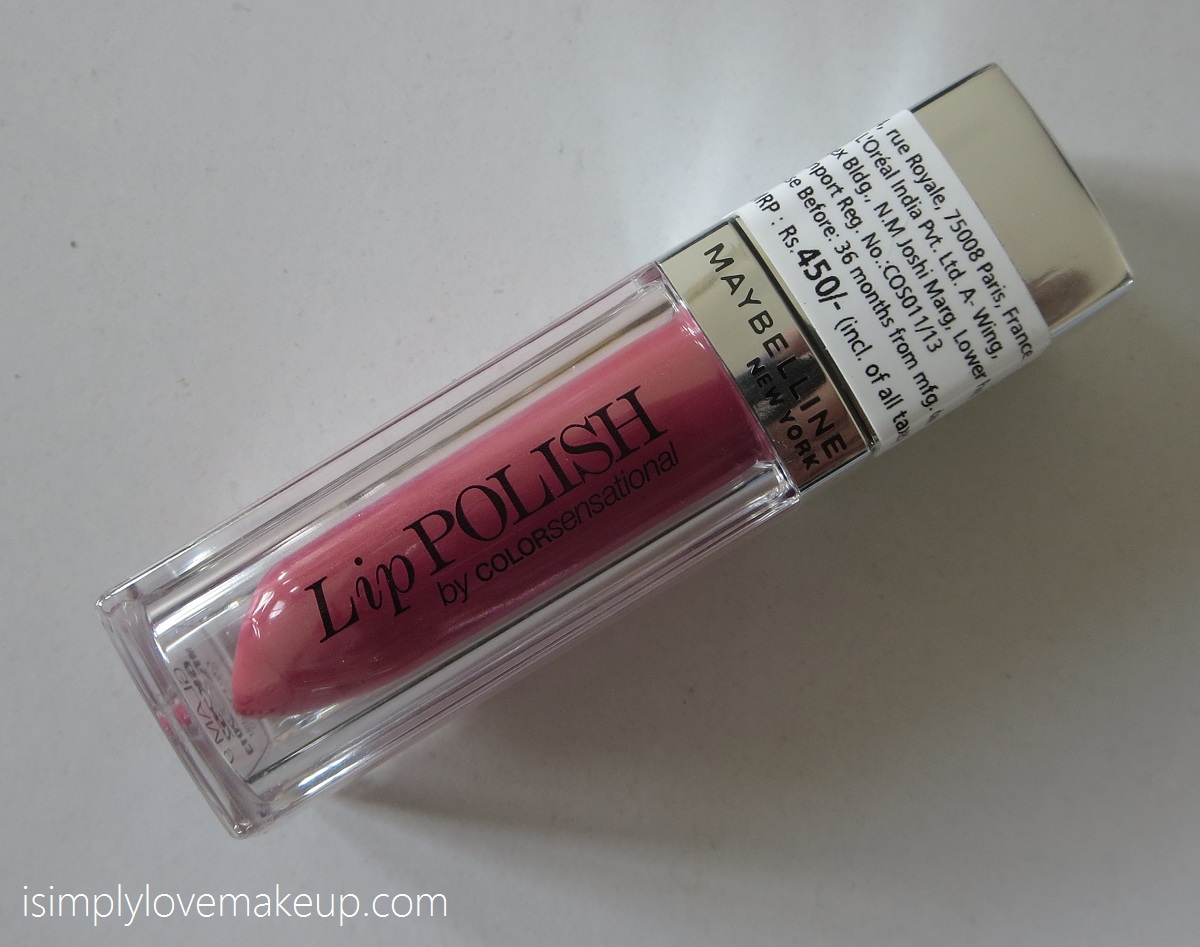 rue Royale, 75008 Paris, France
L'Oréal India Pvt. Ltd. A- Wing,
Bldg., N.M Joshi Marg, Lower
Reg. No.:COS011/13
Before: 36 months from mfg.
Rs. 450/- (incl. of all
MAYBELLINE
NEW YORK
Lip POLISH
by COLORsensational
isimplylovemakeup.com